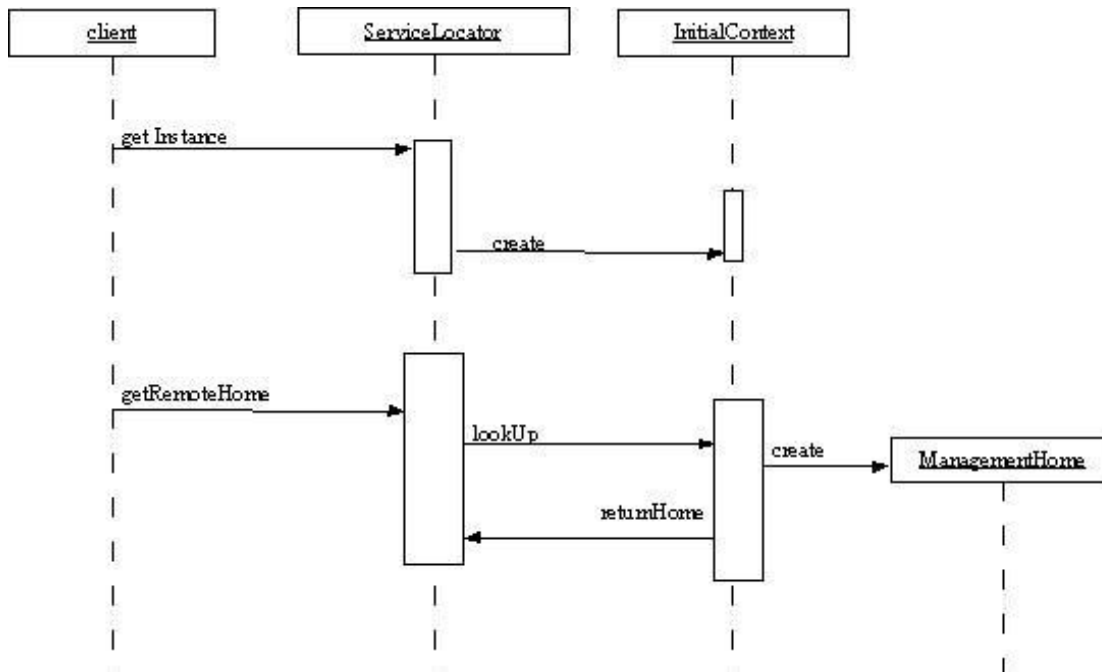 client
ServiceLocator
InitialContext
get Instance
create
getRemoteHome
lookUp
create
ManagementHome
returnHome